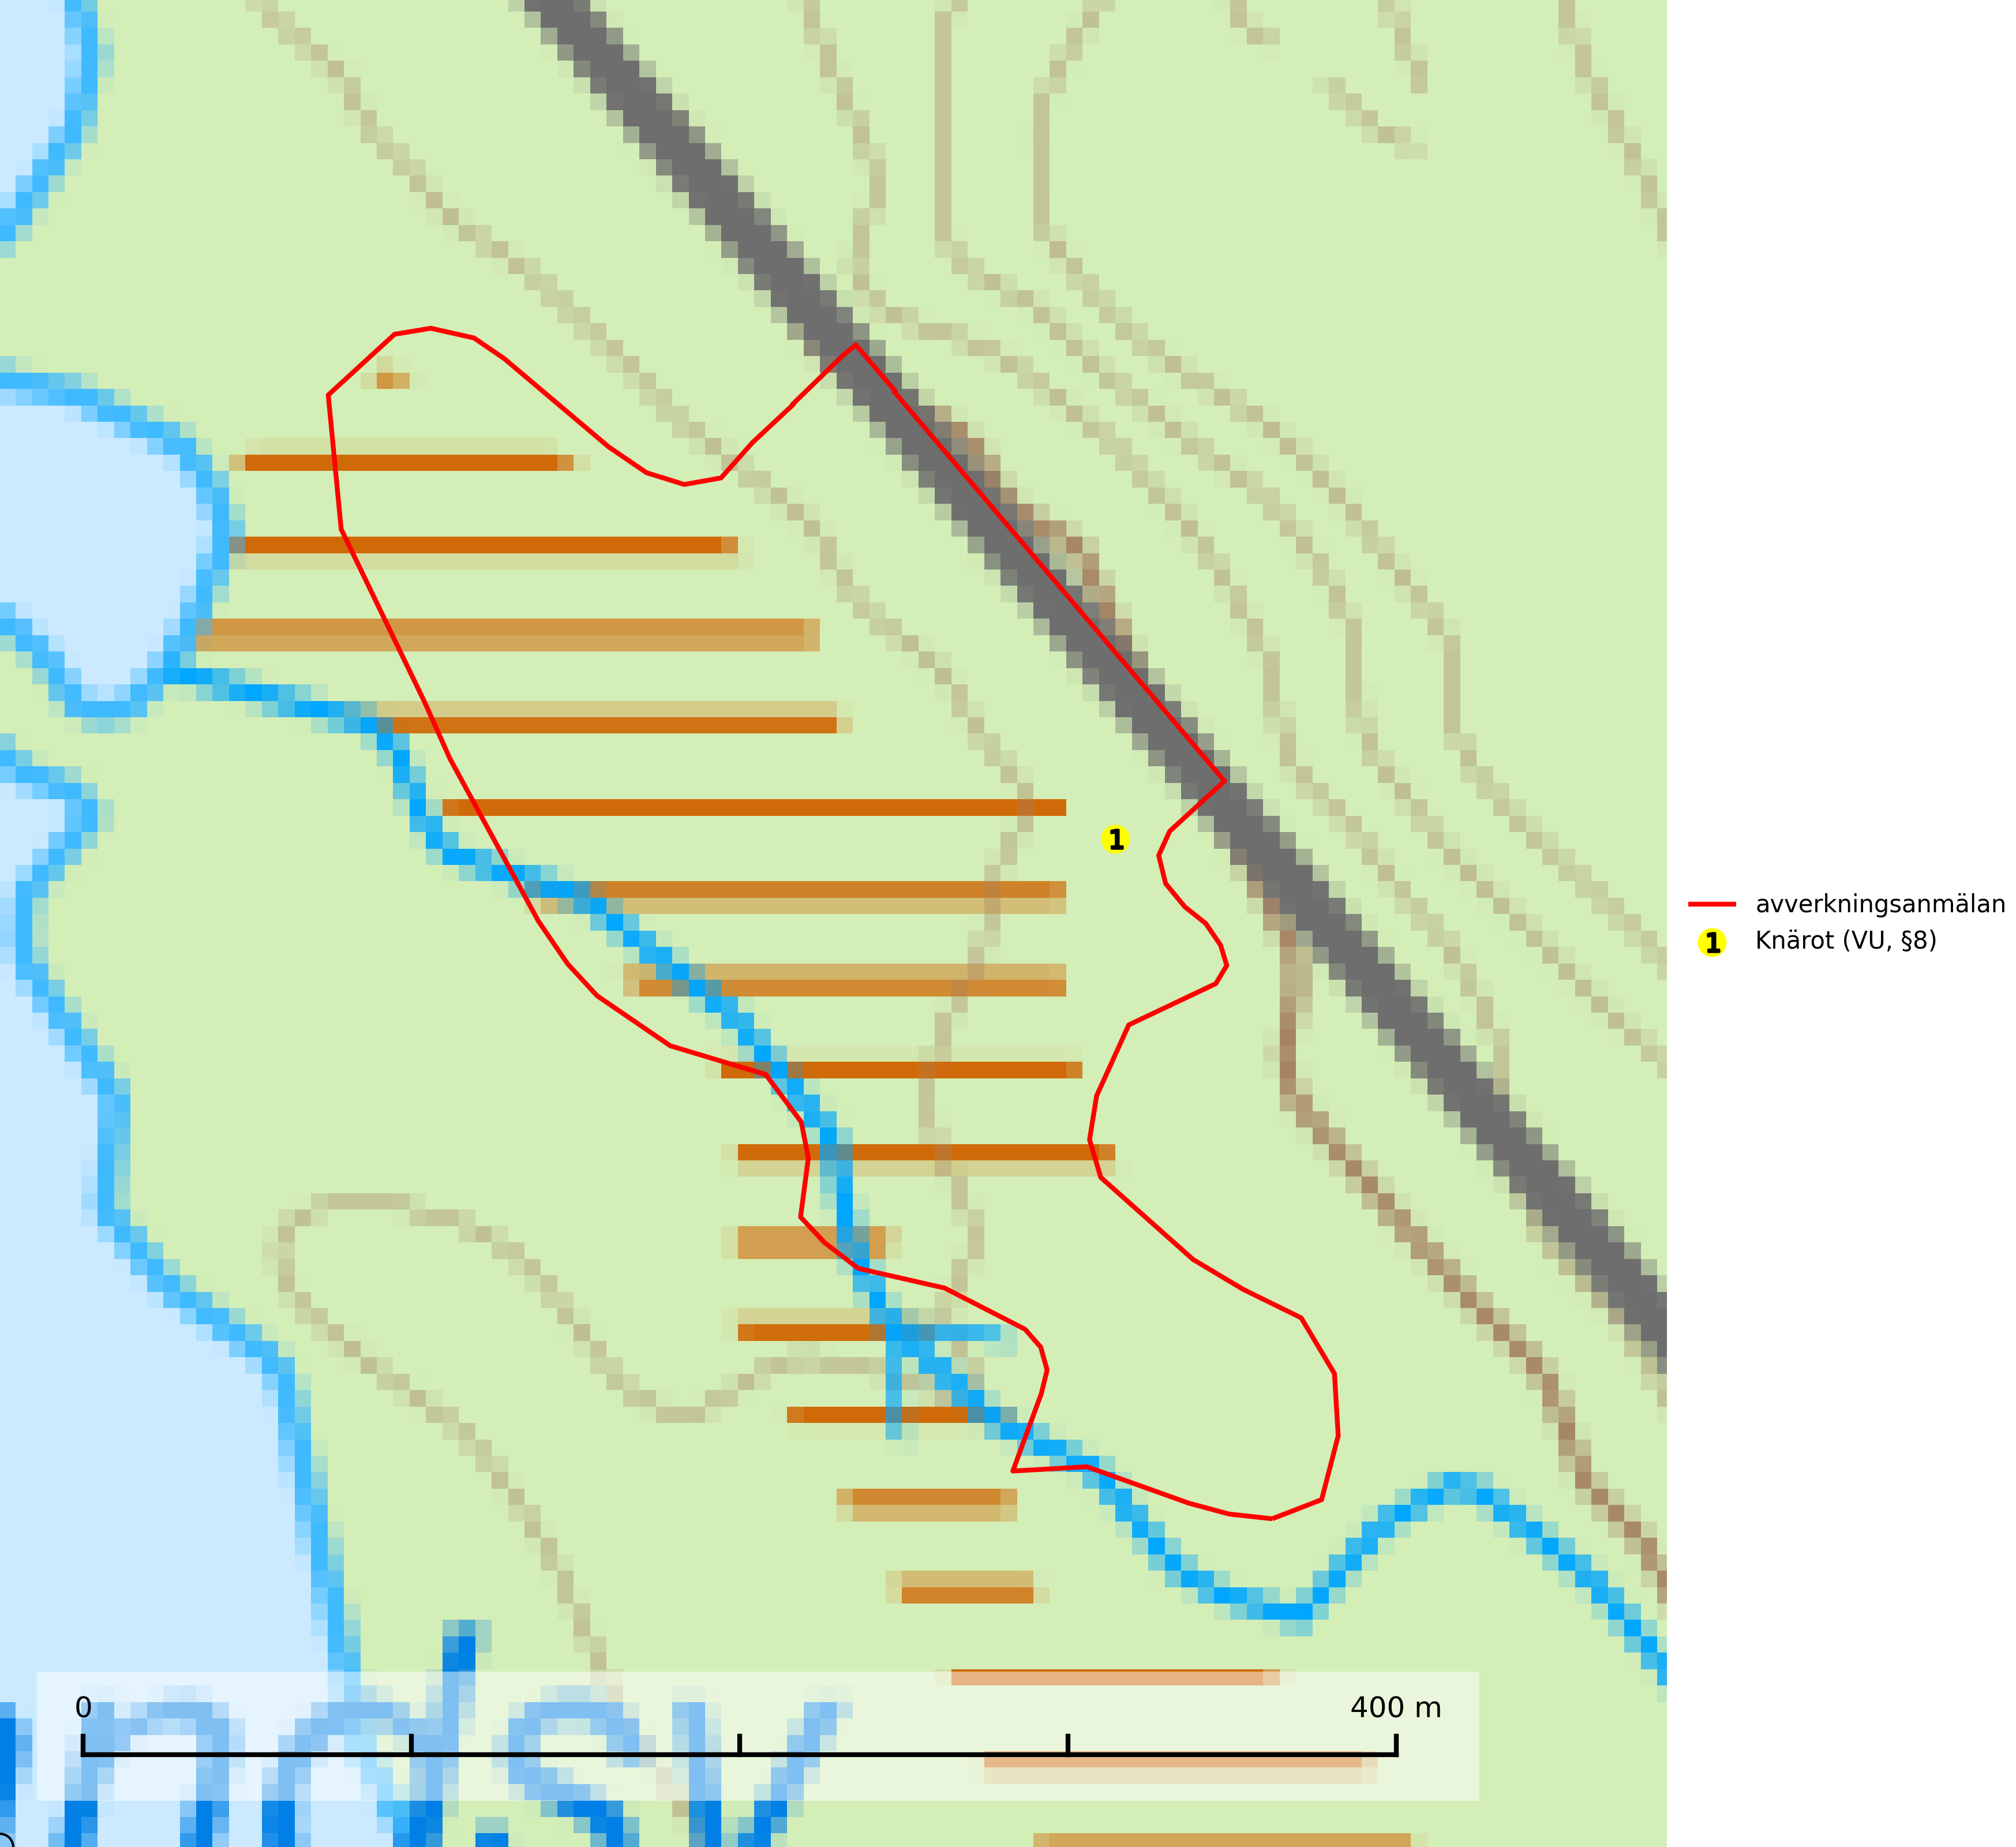 avverkningsanmälan
1
1 Knärot (VU, §8)
0 400 m